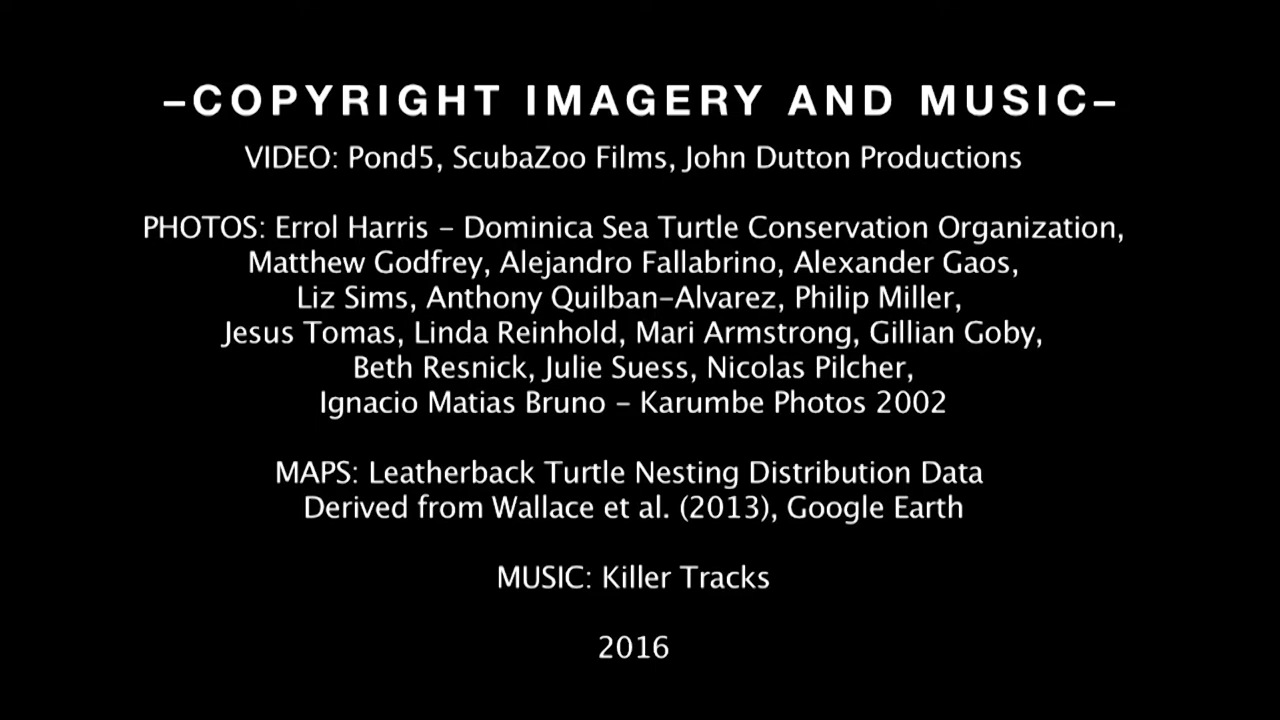 –COPYRIGHT IMAGERY AND MUSIC–
VIDEO: Pond5, ScubaZoo Films, John Dutton Productions
PHOTOS: Errol Harris – Dominica Sea Turtle Conservation Organization,
Matthew Godfrey, Alejandro Fallabrino, Alexander Gaos,
Liz Sims, Anthony Quilban–Alvarez, Philip Miller,
Jesus Tomas, Linda Reinhold, Mari Armstrong, Gillian Goby,
Beth Resnick, Julie Suess, Nicolas Pilcher,
Ignacio Matias Bruno – Karumbe Photos 2002
MAPS: Leatherback Turtle Nesting Distribution Data
Derived from Wallace et al. (2013), Google Earth
MUSIC: Killer Tracks
2016